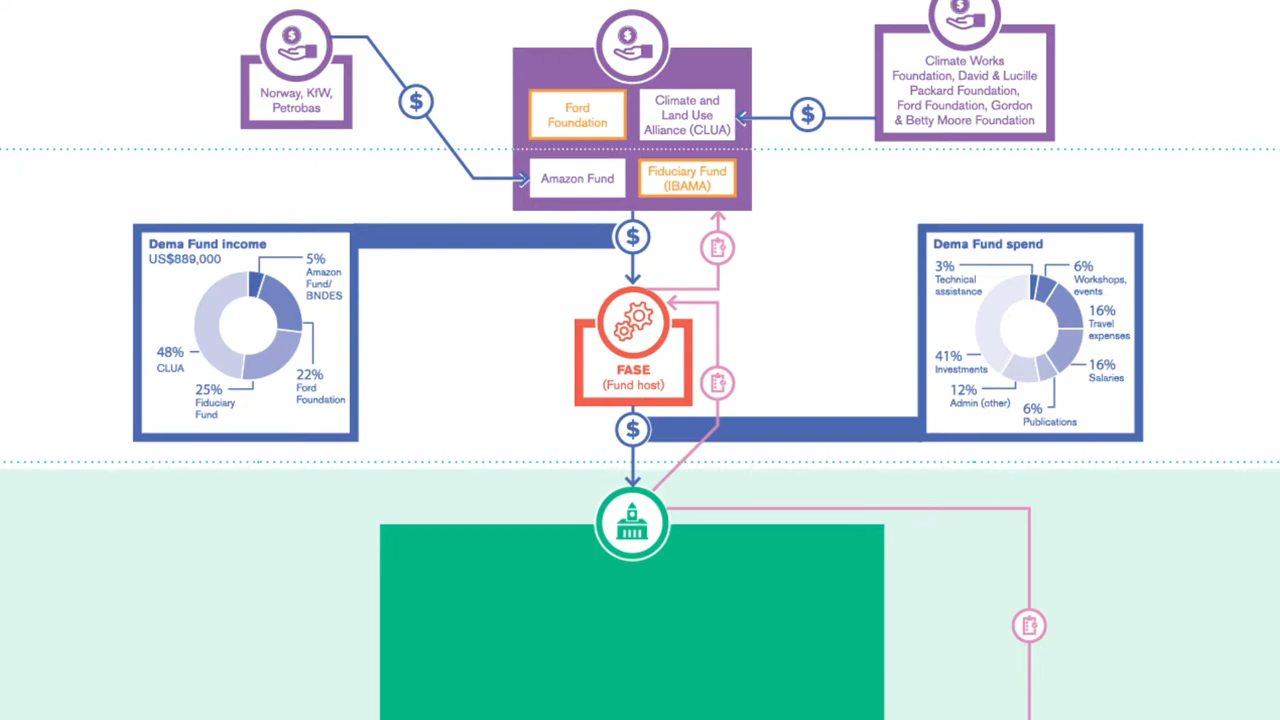 Norway, KfW,
Petrobas
$
$
$
Ford
Foundation
Climate and
Land Use
Alliance (CLUA)
$
$
Climate Works
Foundation, David & Lucille
Packard Foundation,
Ford Foundation, Gordon
& Betty Moore Foundation
Amazon Fund
Fiduciary Fund
(IBAMA)
$
Dema Fund income
US$889,000
5%
Amazon
Fund/
BNDES
48%
CLUA
22%
Ford
Foundation
25%
Fiduciary
Fund
FASE
(Fund host)
$
Dema Fund spend
3%
Technical
assistance
6%
Workshops,
events
16%
Travel
expenses
41%
Investments
16%
Salaries
12%
Admin (other)
6%
Publications